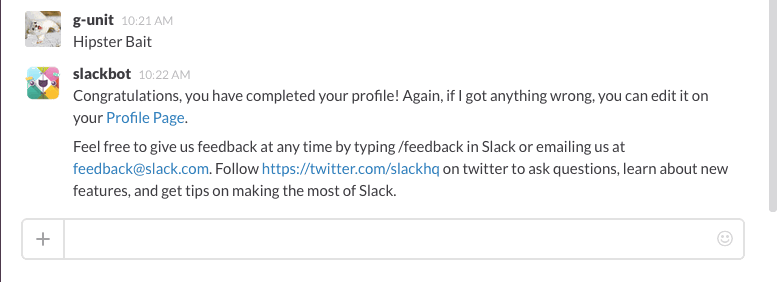 g-unit 10:21 AM
Hipster Bait
slackbot 10:22 AM
Congratulations, you have completed your profile! Again, if I got anything wrong, you can edit it on
your Profile Page.
Feel free to give us feedback at any time by typing /feedback in Slack or emailing us at
feedback@slack.com. Follow https://twitter.com/slackhq on twitter to ask questions, learn about new
features, and get tips on making the most of Slack.